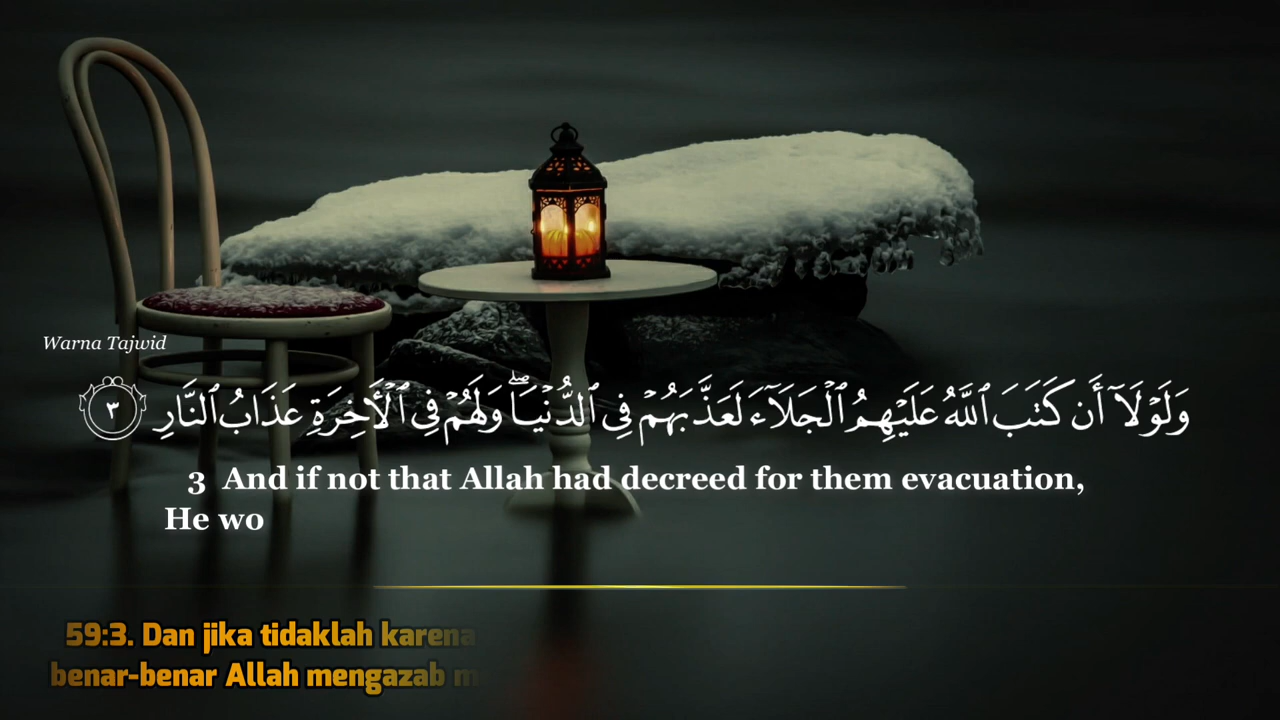 Warna Tajwid
وَلَوْلَآ أَن كَتَبَ ٱللَّهُ عَلَيْهِمُ ٱلْجَلَآءَ لَعَذَّبَهُمْ فِى ٱلدُّنْيَا ۖ وَلَهُمْ فِى ٱلْأَخِرَةِ عَذَابُ ٱلنَّارِ ٣
3 And if not that Allah had decreed for them evacuation,
He wo
59:3. Dan jika tidaklah karena
benar-benar Allah mengazab m